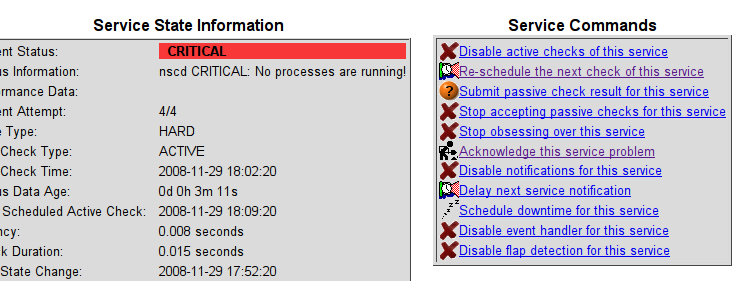 Service State Information
ent Status: CRITICAL
us Information: nscd CRITICAL: No processes are running!
ormance Data:
ent Attempt: 4/4
e Type: HARD
Check Type: ACTIVE
Check Time: 2008-11-29 18:02:20
us Data Age: 0d 0h 3m 11s
Scheduled Active Check: 2008-11-29 18:09:20
ncy: 0.008 seconds
k Duration: 0.015 seconds
State Change: 2008-11-29 17:52:20
Service Commands
Disable active checks of this service
Re-schedule the next check of this service
Submit passive check result for this service
Stop accepting passive checks for this service
Stop obsessing over this service
Acknowledge this service problem
Disable notifications for this service
Delay next service notification
Schedule downtime for this service
Disable event handler for this service
Disable flap detection for this service